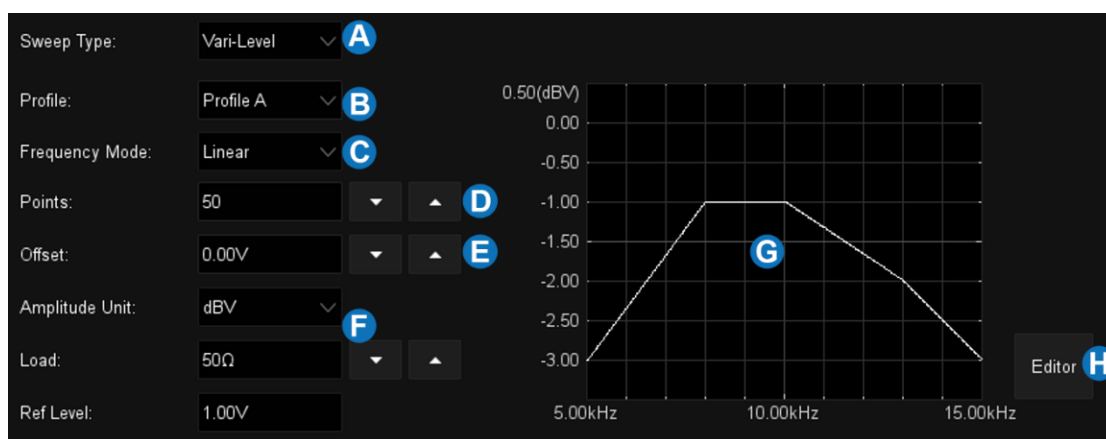 Sweep Type: Vari-Level A
Profile: Profile A B
Frequency Mode: Linear C
Points: 50 D
Offset: 0.00V E
Amplitude Unit: dBV
F
Load: 50Ω
Ref Level: 1.00V
0.50(dBV)
0.00
-0.50
-1.00
-1.50
G
-2.00
-2.50
-3.00
5.00kHz 10.00kHz 15.00kHz
Editor H